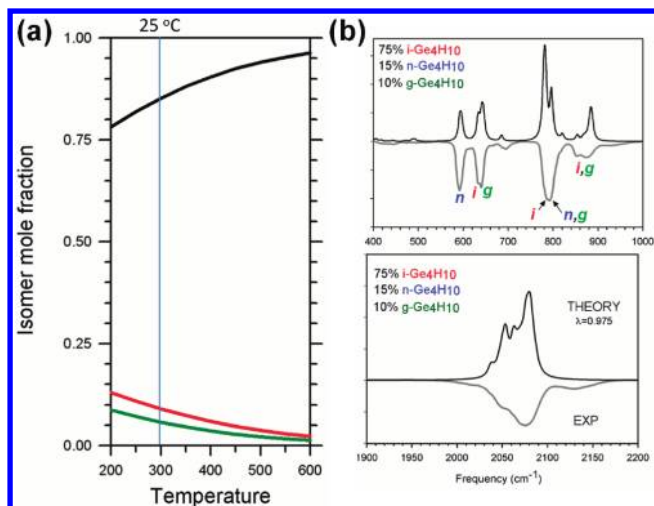 25 ºC
(a)
1.00
0.75
0.50
0.25
0.00
Isomer mole fraction
200 300 400 500 600
Temperature
(b)
75% i-Ge4H10
15% n-Ge4H10
10% g-Ge4H10
n
i g
i
n,g
i,g
400 500 600 700 800 900 1000
75% i-Ge4H10
15% n-Ge4H10
10% g-Ge4H10
THEORY
λ=0.975
EXP
1900 1950 2000 2050 2100 2150 2200
Frequency (cm⁻¹)